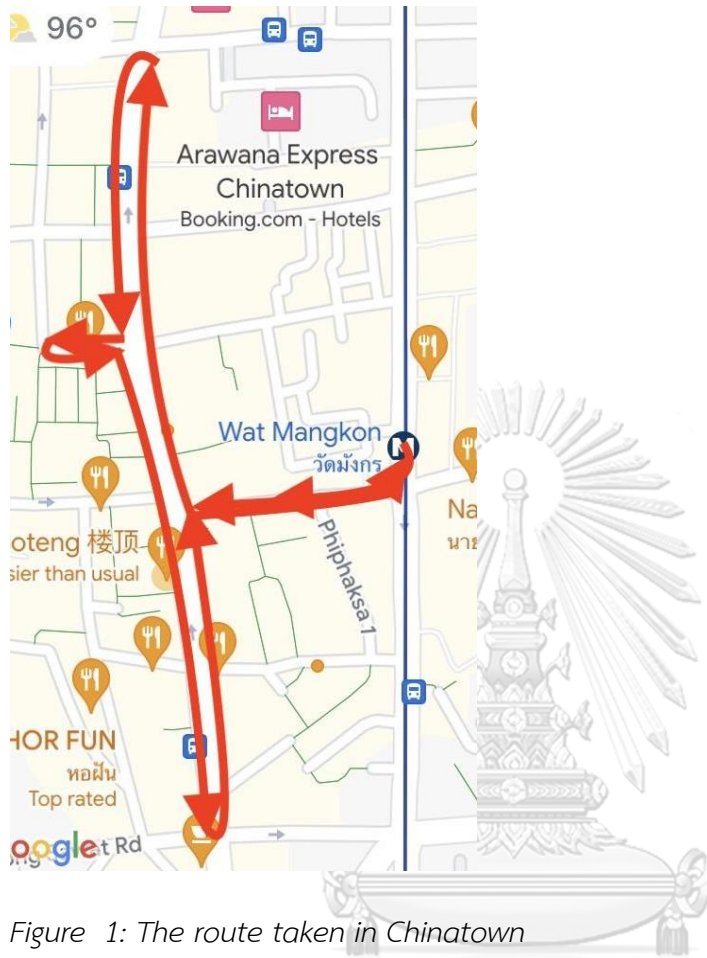 96°
Arawana Express
Chinatown
Booking.com - Hotels
Wat Mangkon
วัดมังกร
Na
นาย
oteng 楼顶
sier than usual
Phiphaksa 1
HOR FUN
หอฝัน
Top rated
oogle
t Rd
Figure 1: The route taken in Chinatown